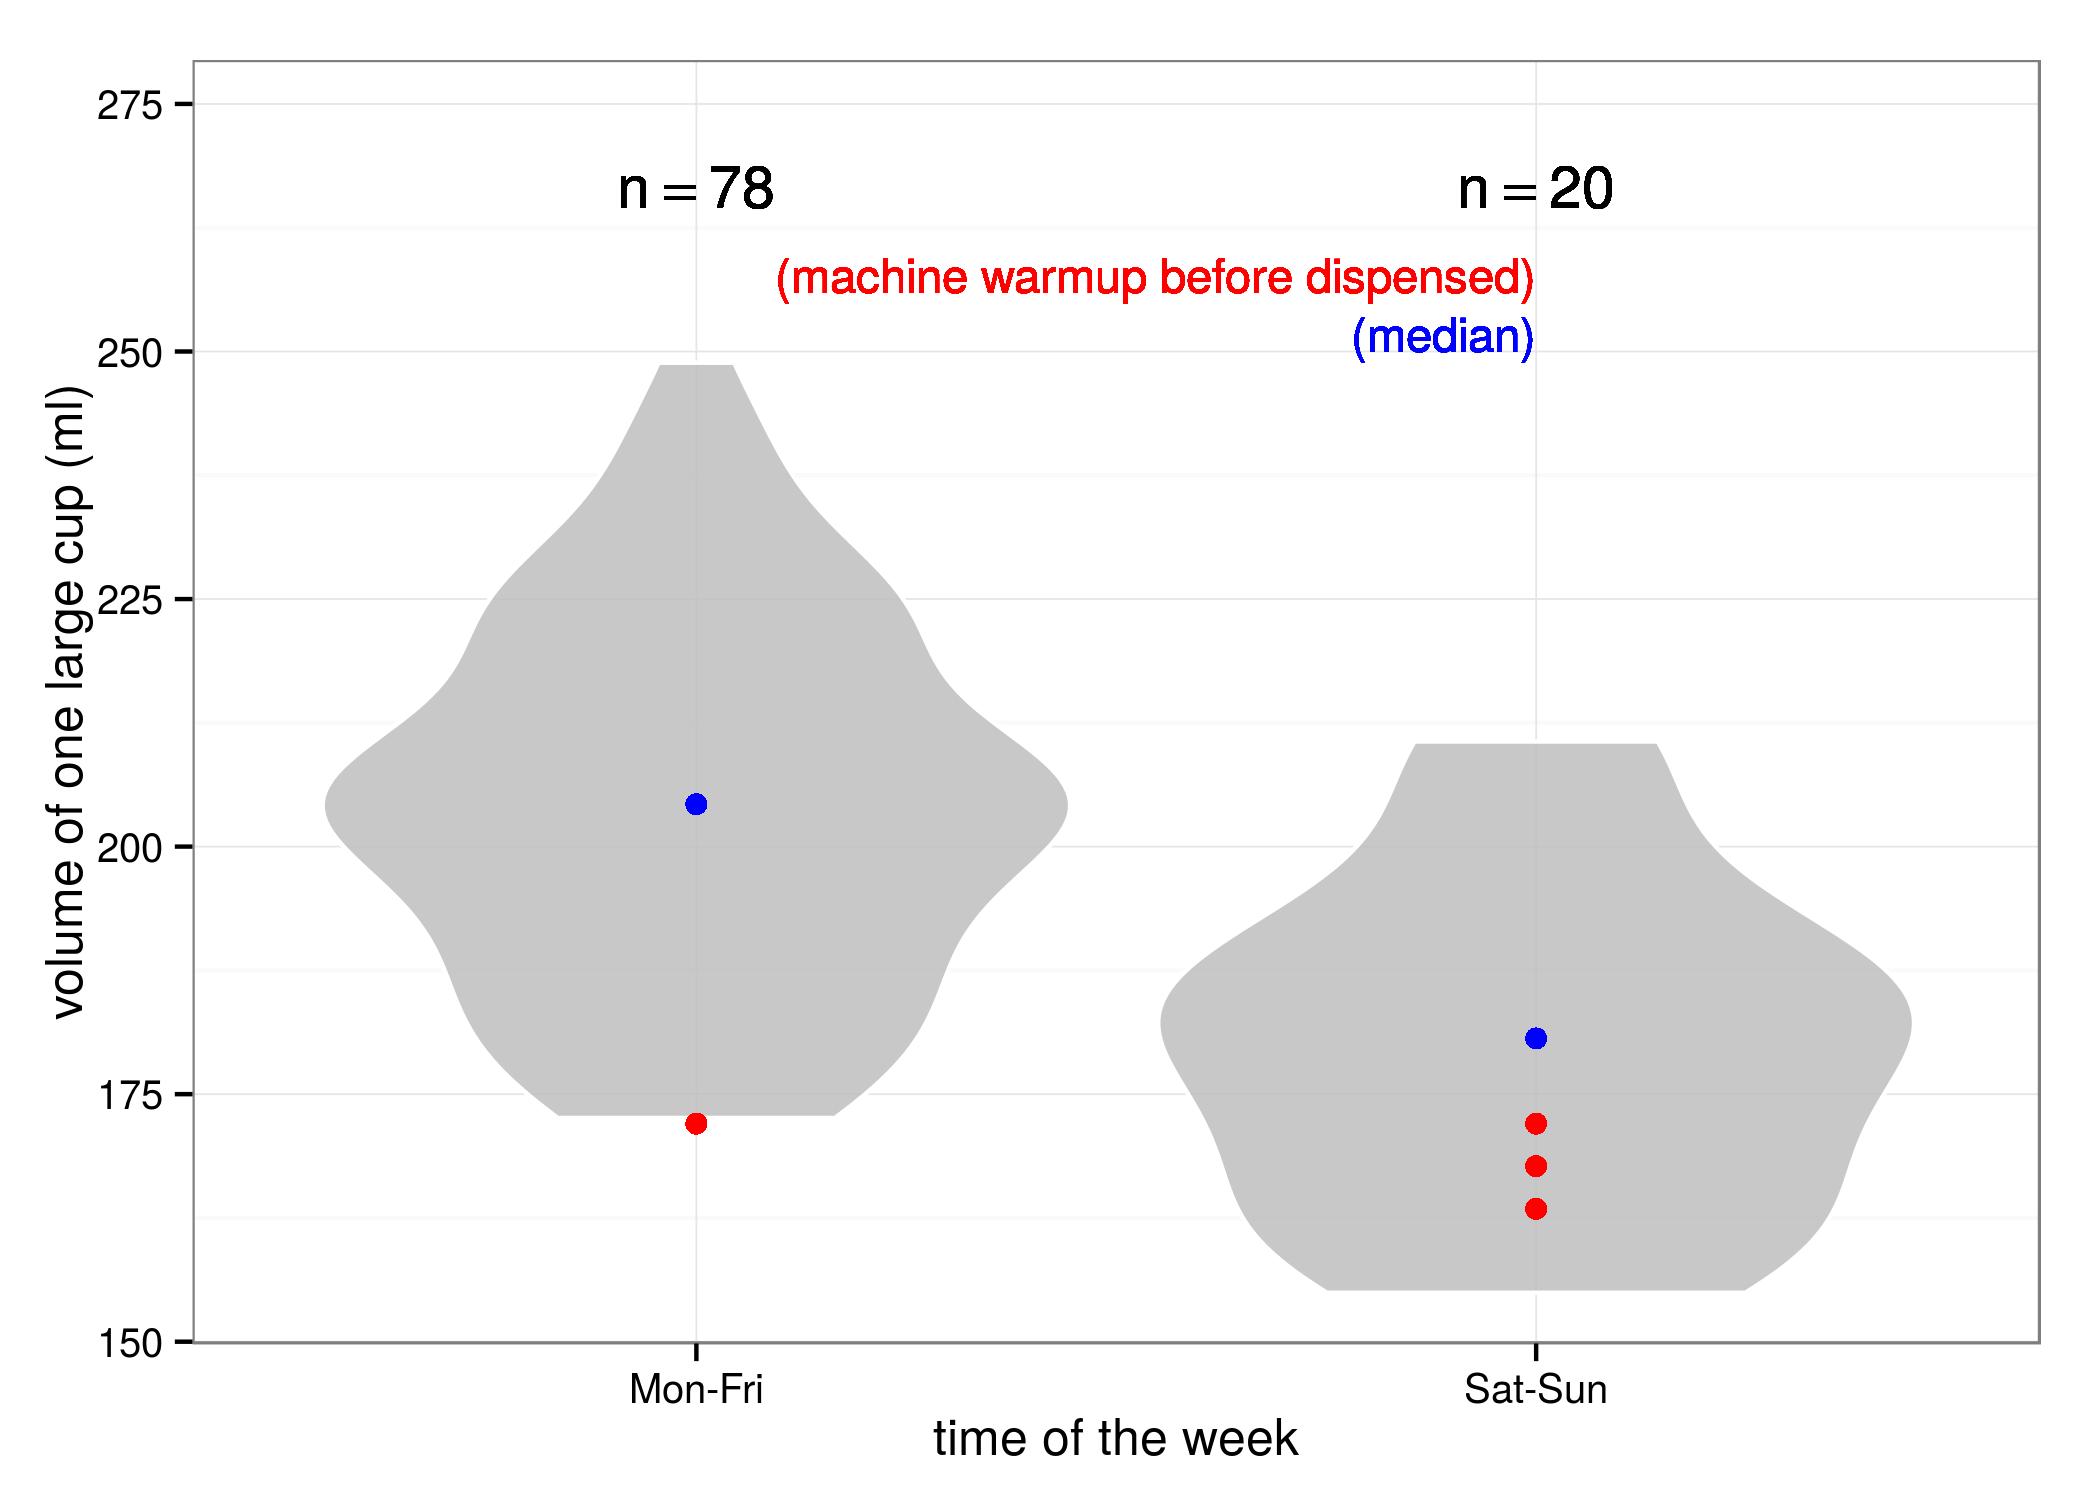 275
n = 78
n = 20
(machine warmup before dispensed)
(median)
250
225
200
175
150
volume of one large cup (ml)
Mon-Fri
Sat-Sun
time of the week